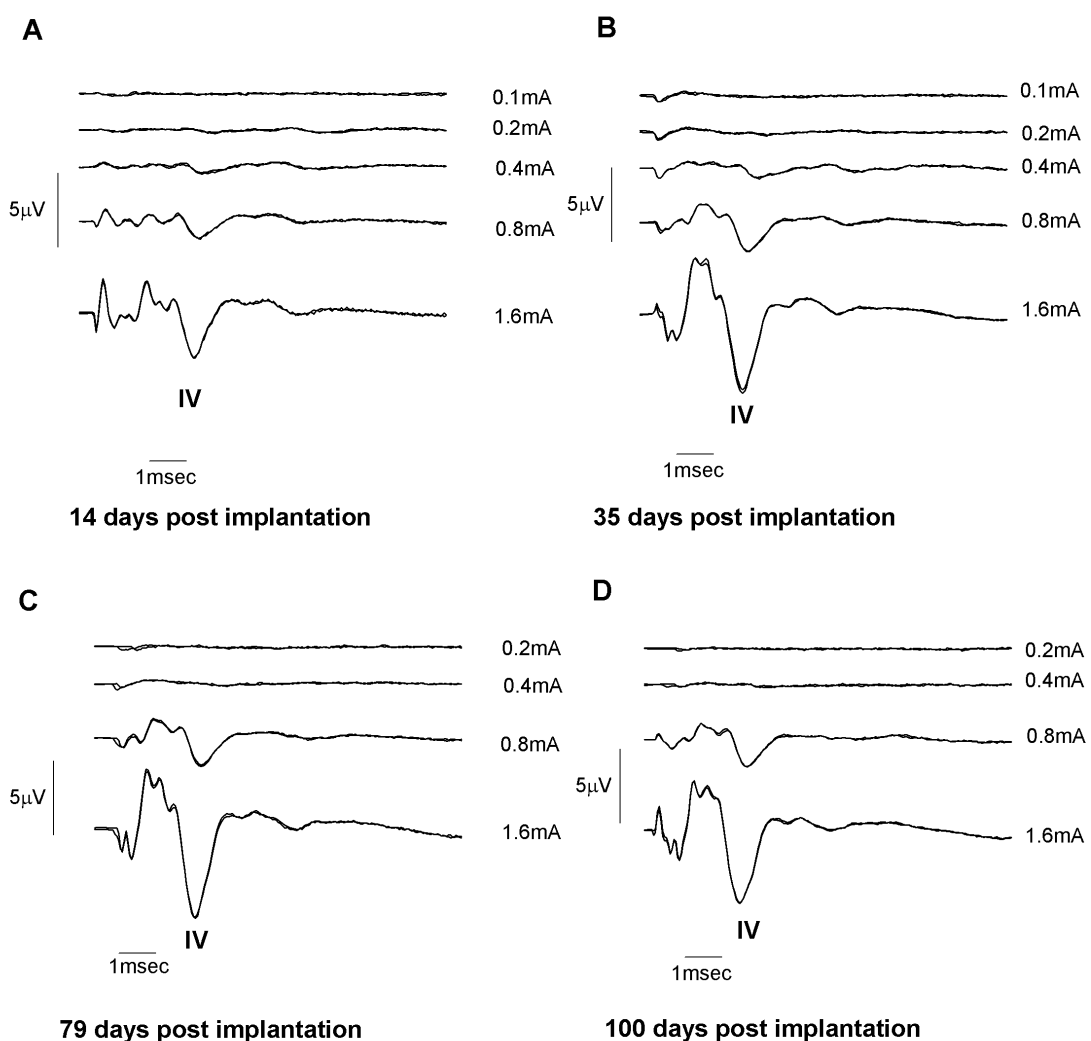 A
0.1mA
0.2mA
0.4mA
5μV
0.8mA
1.6mA
IV
1msec
14 days post implantation
B
0.1mA
0.2mA
0.4mA
5μV
0.8mA
1.6mA
IV
1msec
35 days post implantation
C
0.2mA
0.4mA
0.8mA
5μV
1.6mA
IV
1msec
79 days post implantation
D
0.2mA
0.4mA
0.8mA
5μV
1.6mA
IV
1msec
100 days post implantation